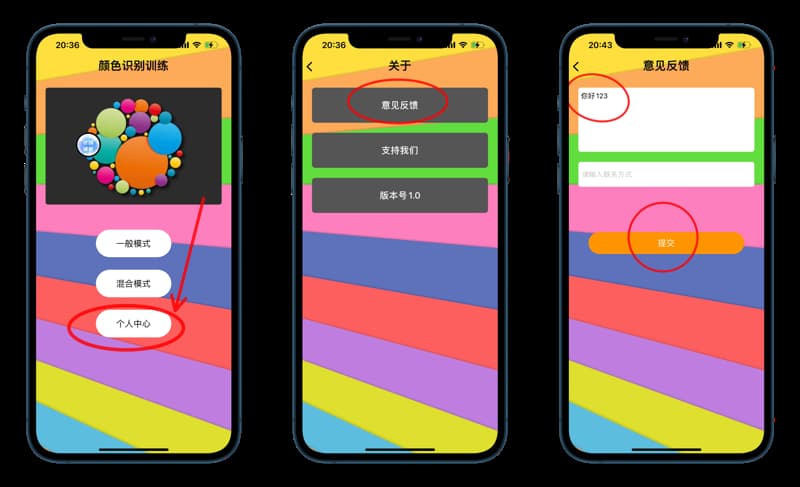 20:36
颜色识别训练
一般模式
混合模式
个人中心
20:36
关于
意见反馈
支持我们
版本号1.0
20:43
意见反馈
你好123
请输入联系方式
提交